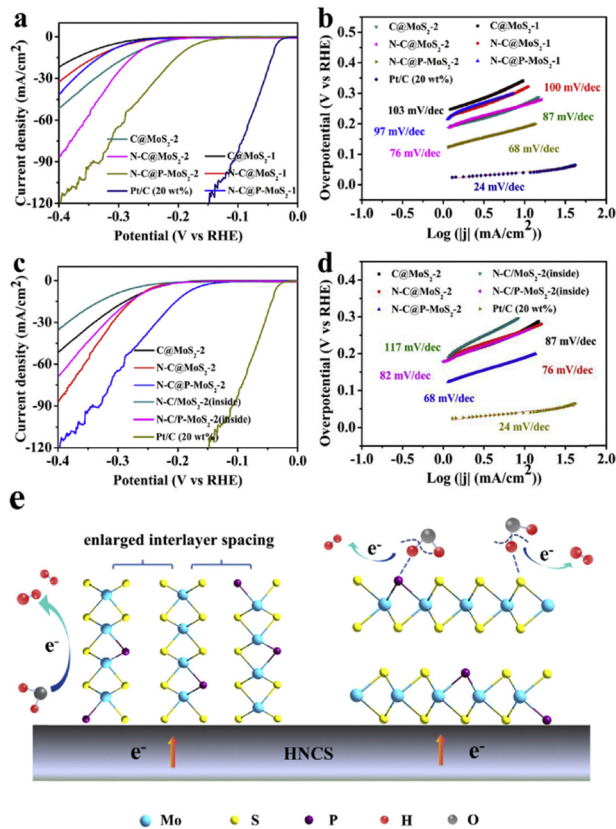 a
Current density (mA/cm²)
0
-30
-60
-90
-120
C@MoS₂-2
N-C@MoS₂-2
N-C@P-MoS₂-2
Pt/C (20 wt%)
C@MoS₂-1
N-C@MoS₂-1
N-C@P-MoS₂-1
-0.4 -0.3 -0.2 -0.1 0.0
Potential (V vs RHE)
b
Overpotential (V vs RHE)
0.5
0.4
0.3
0.2
0.1
0.0
C@MoS₂-2
N-C@MoS₂-2
N-C@P-MoS₂-2
Pt/C (20 wt%)
C@MoS₂-1
N-C@MoS₂-1
N-C@P-MoS₂-1
100 mV/dec
103 mV/dec
87 mV/dec
97 mV/dec
76 mV/dec
68 mV/dec
24 mV/dec
-0.5 0.0 0.5 1.0 1.5 2.0
Log (|j| (mA/cm²)
c
Current density (mA/cm²)
0
-30
-60
-90
-120
C@MoS₂-2
N-C@MoS₂-2
N-C@P-MoS₂-2
N-C/MoS₂-2(inside)
N-C/P-MoS₂-2(inside)
Pt/C (20 wt%)
-0.4 -0.3 -0.2 -0.1 0.0
Potential (V vs RHE)
d
Overpotential (V vs RHE)
0.4
0.3
0.2
0.1
0.0
C@MoS₂-2
N-C@MoS₂-2
N-C@P-MoS₂-2
N-C/MoS₂-2(inside)
N-C/P-MoS₂-2(inside)
Pt/C (20 wt%)
117 mV/dec
87 mV/dec
82 mV/dec
76 mV/dec
68 mV/dec
24 mV/dec
-1.0 -0.5 0.0 0.5 1.0 1.5 2.0
Log (|j| (mA/cm²)
e
enlarged interlayer spacing
e⁻
e⁻
e⁻
e⁻ HNCS e⁻
Mo S P H O